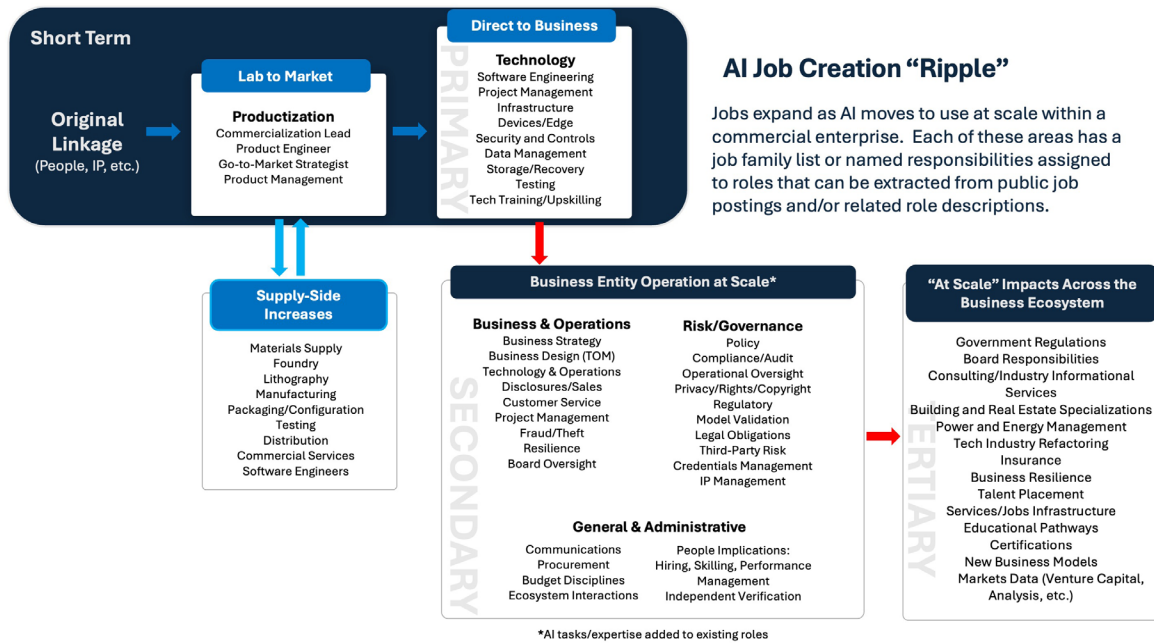 Short Term
Original
Linkage
(People, IP, etc.)
Lab to Market
Productization
Commercialization Lead
Product Engineer
Go-to-Market Strategist
Product Management
Direct to Business
PRIMARY
Technology
Software Engineering
Project Management
Infrastructure
Devices/Edge
Security and Controls
Data Management
Storage/Recovery
Testing
Tech Training/Upskilling
AI Job Creation “Ripple”
Jobs expand as AI moves to use at scale within a
commercial enterprise. Each of these areas has a
job family list or named responsibilities assigned
to roles that can be extracted from public job
postings and/or related role descriptions.
Supply-Side
Increases
Materials Supply
Foundry
Lithography
Manufacturing
Packaging/Configuration
Testing
Distribution
Commercial Services
Software Engineers
Business Entity Operation at Scale*
SECONDARY
Business & Operations
Business Strategy
Business Design (TOM)
Technology & Operations
Disclosures/Sales
Customer Service
Project Management
Fraud/Theft
Resilience
Board Oversight
Risk/Governance
Policy
Compliance/Audit
Operational Oversight
Privacy/Rights/Copyright
Regulatory
Model Validation
Legal Obligations
Third-Party Risk
Credentials Management
IP Management
General & Administrative
Communications
Procurement
Budget Disciplines
Ecosystem Interactions
People Implications:
Hiring, Skilling, Performance
Management
Independent Verification
“At Scale” Impacts Across the
Business Ecosystem
TERTIARY
Government Regulations
Board Responsibilities
Consulting/Industry Informational
Services
Building and Real Estate Specializations
Power and Energy Management
Tech Industry Refactoring
Insurance
Business Resilience
Talent Placement
Services/Jobs Infrastructure
Educational Pathways
Certifications
New Business Models
Markets Data (Venture Capital,
Analysis, etc.)
*AI tasks/expertise added to existing roles